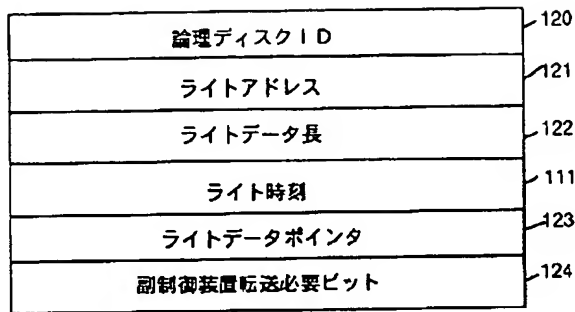 論理ディスクID 120
ライトアドレス 121
ライトデータ長 122
ライト時刻 111
ライトデータポインタ 123
副制御装置転送必要ビット 124